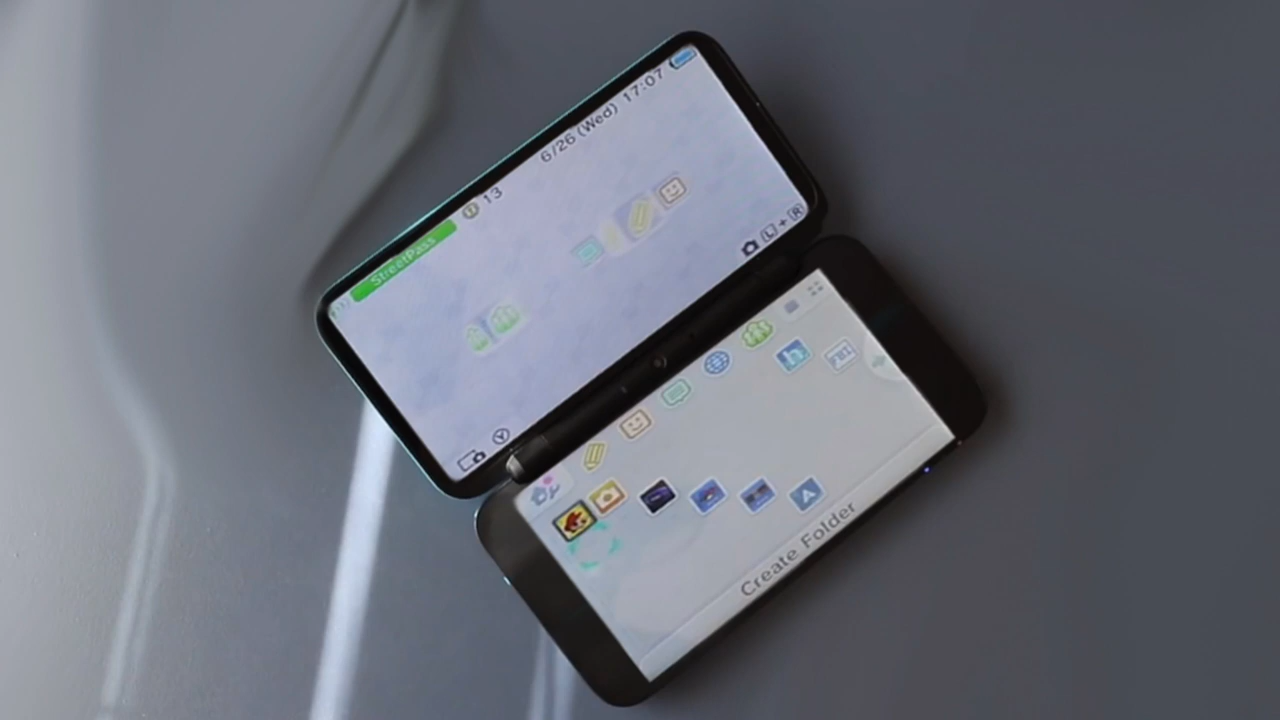 StreetPass
13
6/26 (Wed) 17:07
Y
L + R
h
A
Create Folder